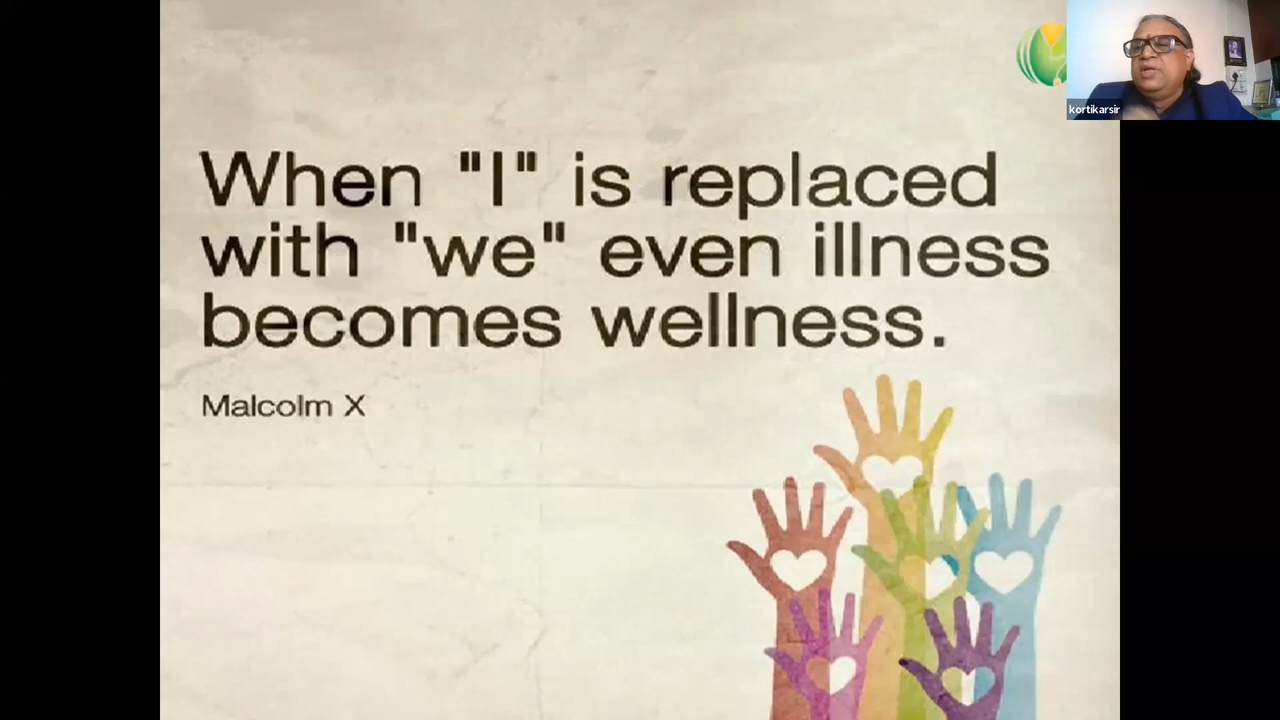 When "I" is replaced
with "we" even illness
becomes wellness.
Malcolm X
kortikarsir